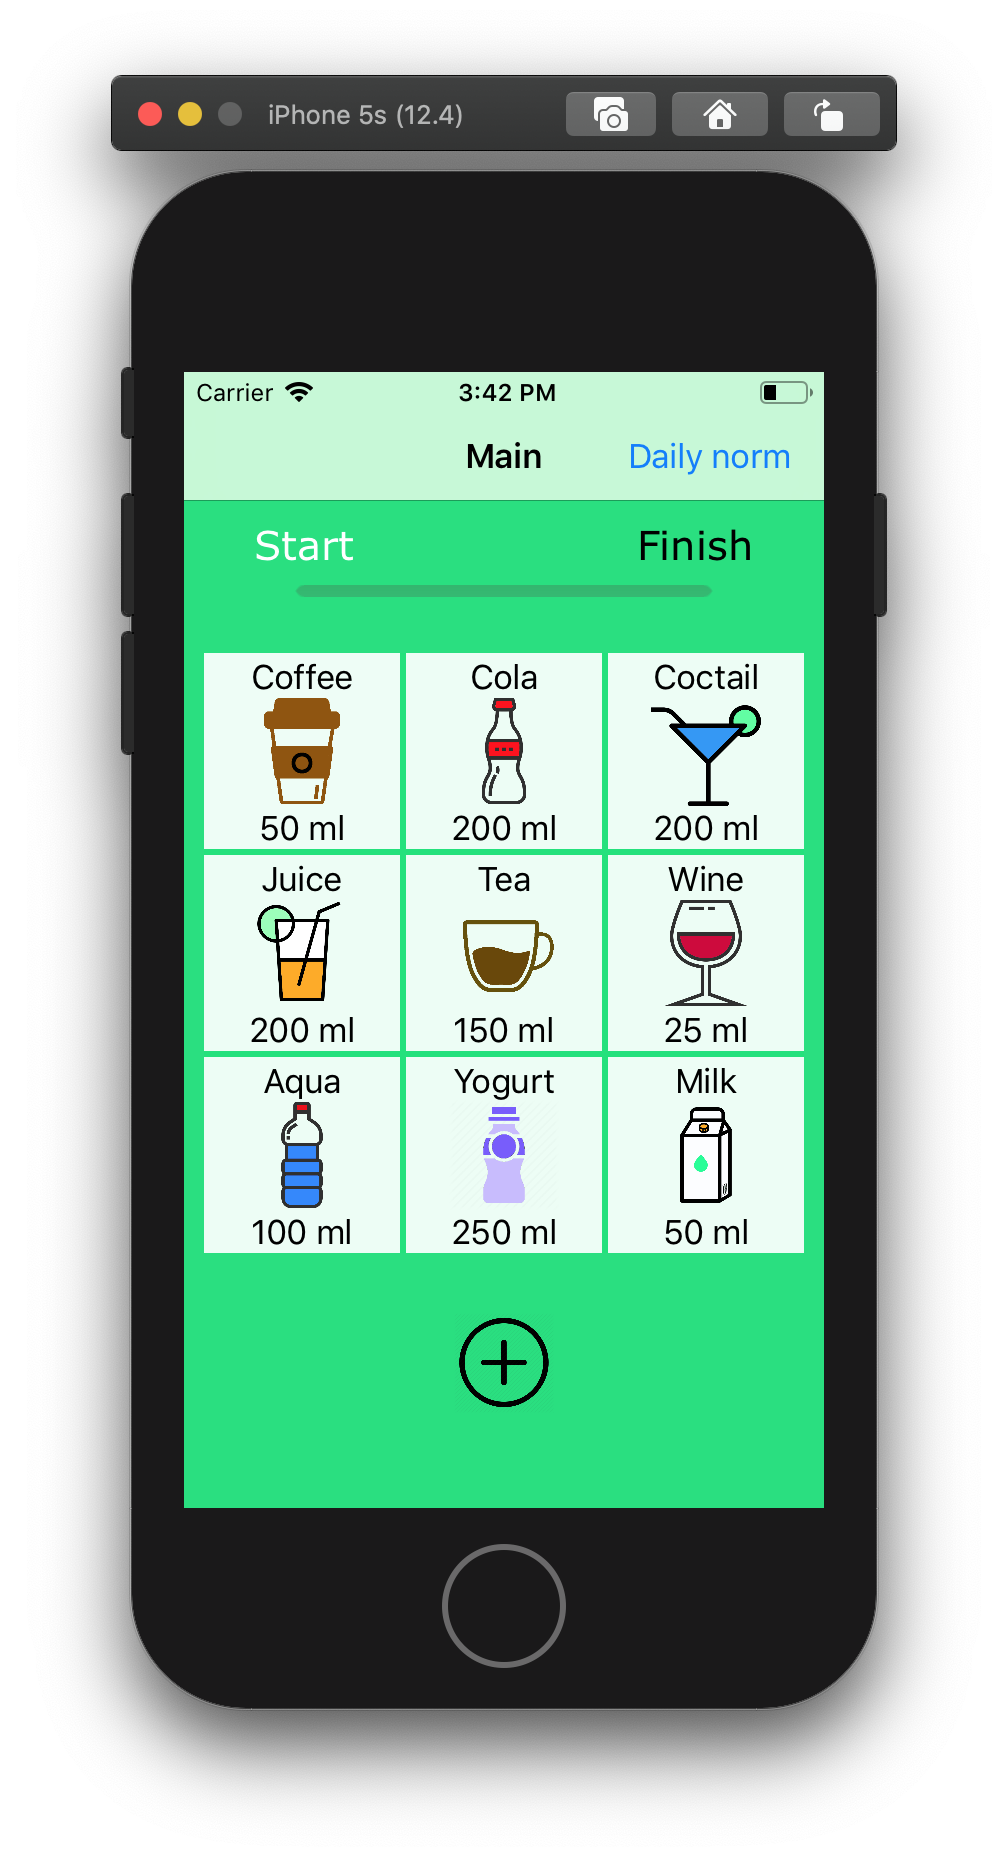 iPhone 5s (12.4)
Carrier 3:42 PM
Main Daily norm
Start Finish
Coffee Cola Coctail
50 ml 200 ml 200 ml
Juice Tea Wine
200 ml 150 ml 25 ml
Aqua Yogurt Milk
100 ml 250 ml 50 ml